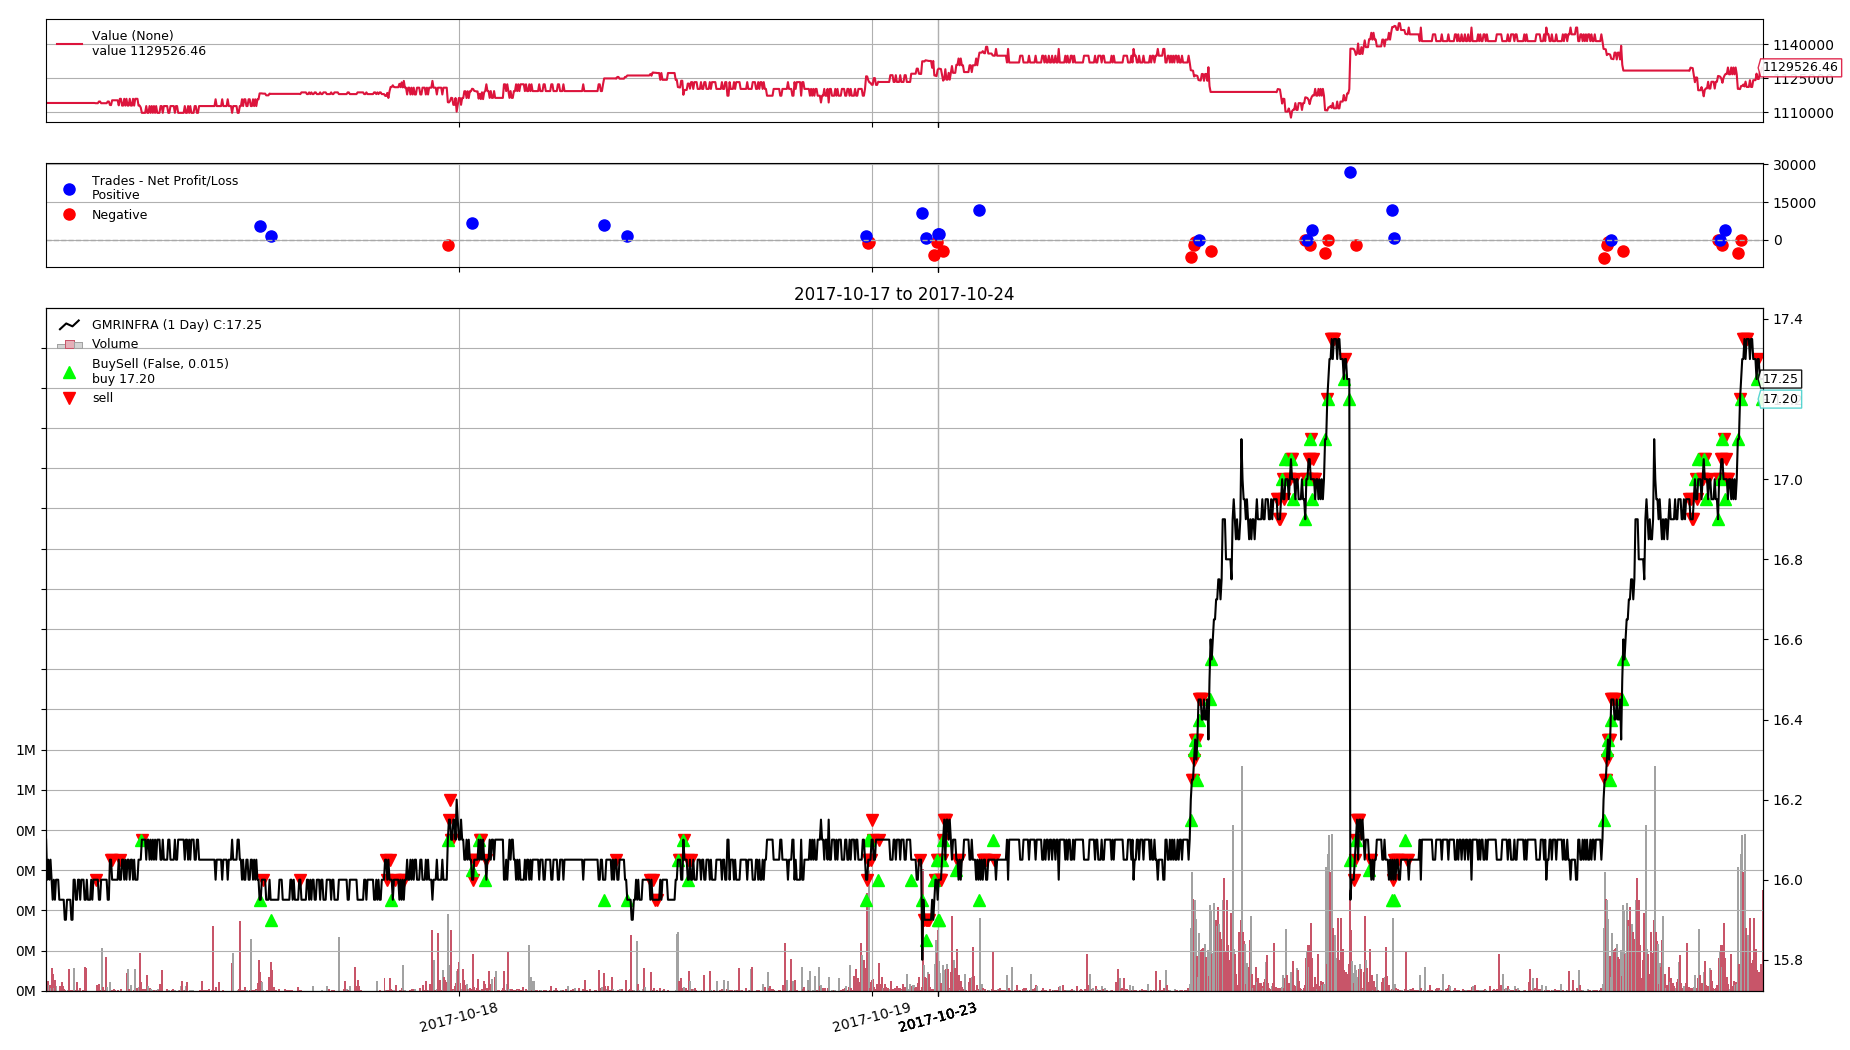 Value (None)
value 1129526.46
1140000
1129526.46
1125000
1110000
Trades - Net Profit/Loss
Positive
Negative
30000
15000
0
2017-10-17 to 2017-10-24
GMRINFRA (1 Day) C:17.25
Volume
BuySell (False, 0.015)
buy 17.20
sell
17.4
17.25
17.20
17.0
16.8
16.6
16.4
16.2
16.0
15.8
1M
1M
0M
0M
0M
0M
0M
2017-10-18
2017-10-19
2017-10-23